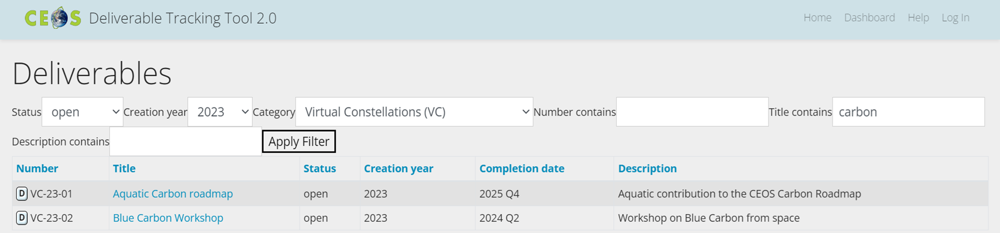 CEOS Deliverable Tracking Tool 2.0 Home Dashboard Help Log In
Deliverables
Status open Creation year 2023 Category Virtual Constellations (VC) Number contains Title contains carbon
Description contains Apply Filter
Number Title Status Creation year Completion date Description
D VC-23-01 Aquatic Carbon roadmap open 2023 2025 Q4 Aquatic contribution to the CEOS Carbon Roadmap
D VC-23-02 Blue Carbon Workshop open 2023 2024 Q2 Workshop on Blue Carbon from space